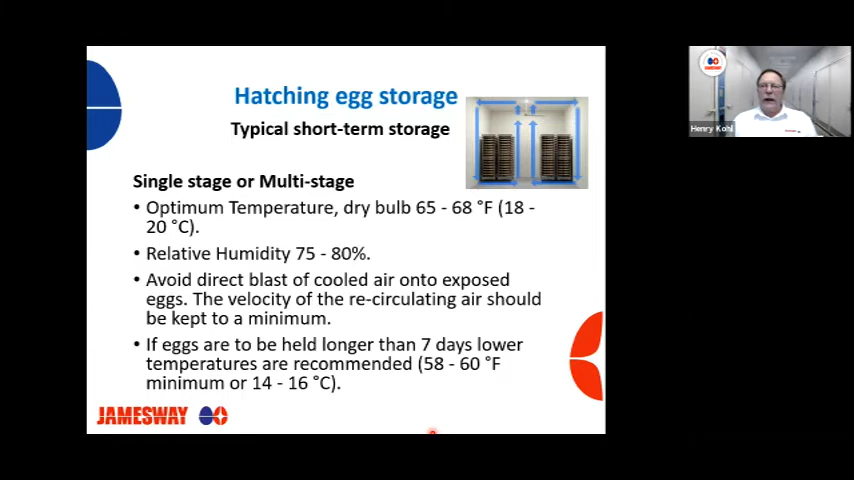 Hatching egg storage
Typical short-term storage
Single stage or Multi-stage
• Optimum Temperature, dry bulb 65 - 68 °F (18 -
20 °C).
• Relative Humidity 75 - 80%.
• Avoid direct blast of cooled air onto exposed
eggs. The velocity of the re-circulating air should
be kept to a minimum.
• If eggs are to be held longer than 7 days lower
temperatures are recommended (58 - 60 °F
minimum or 14 - 16 °C).
JAMESWAY
JAMESWAY
Henry Kohl